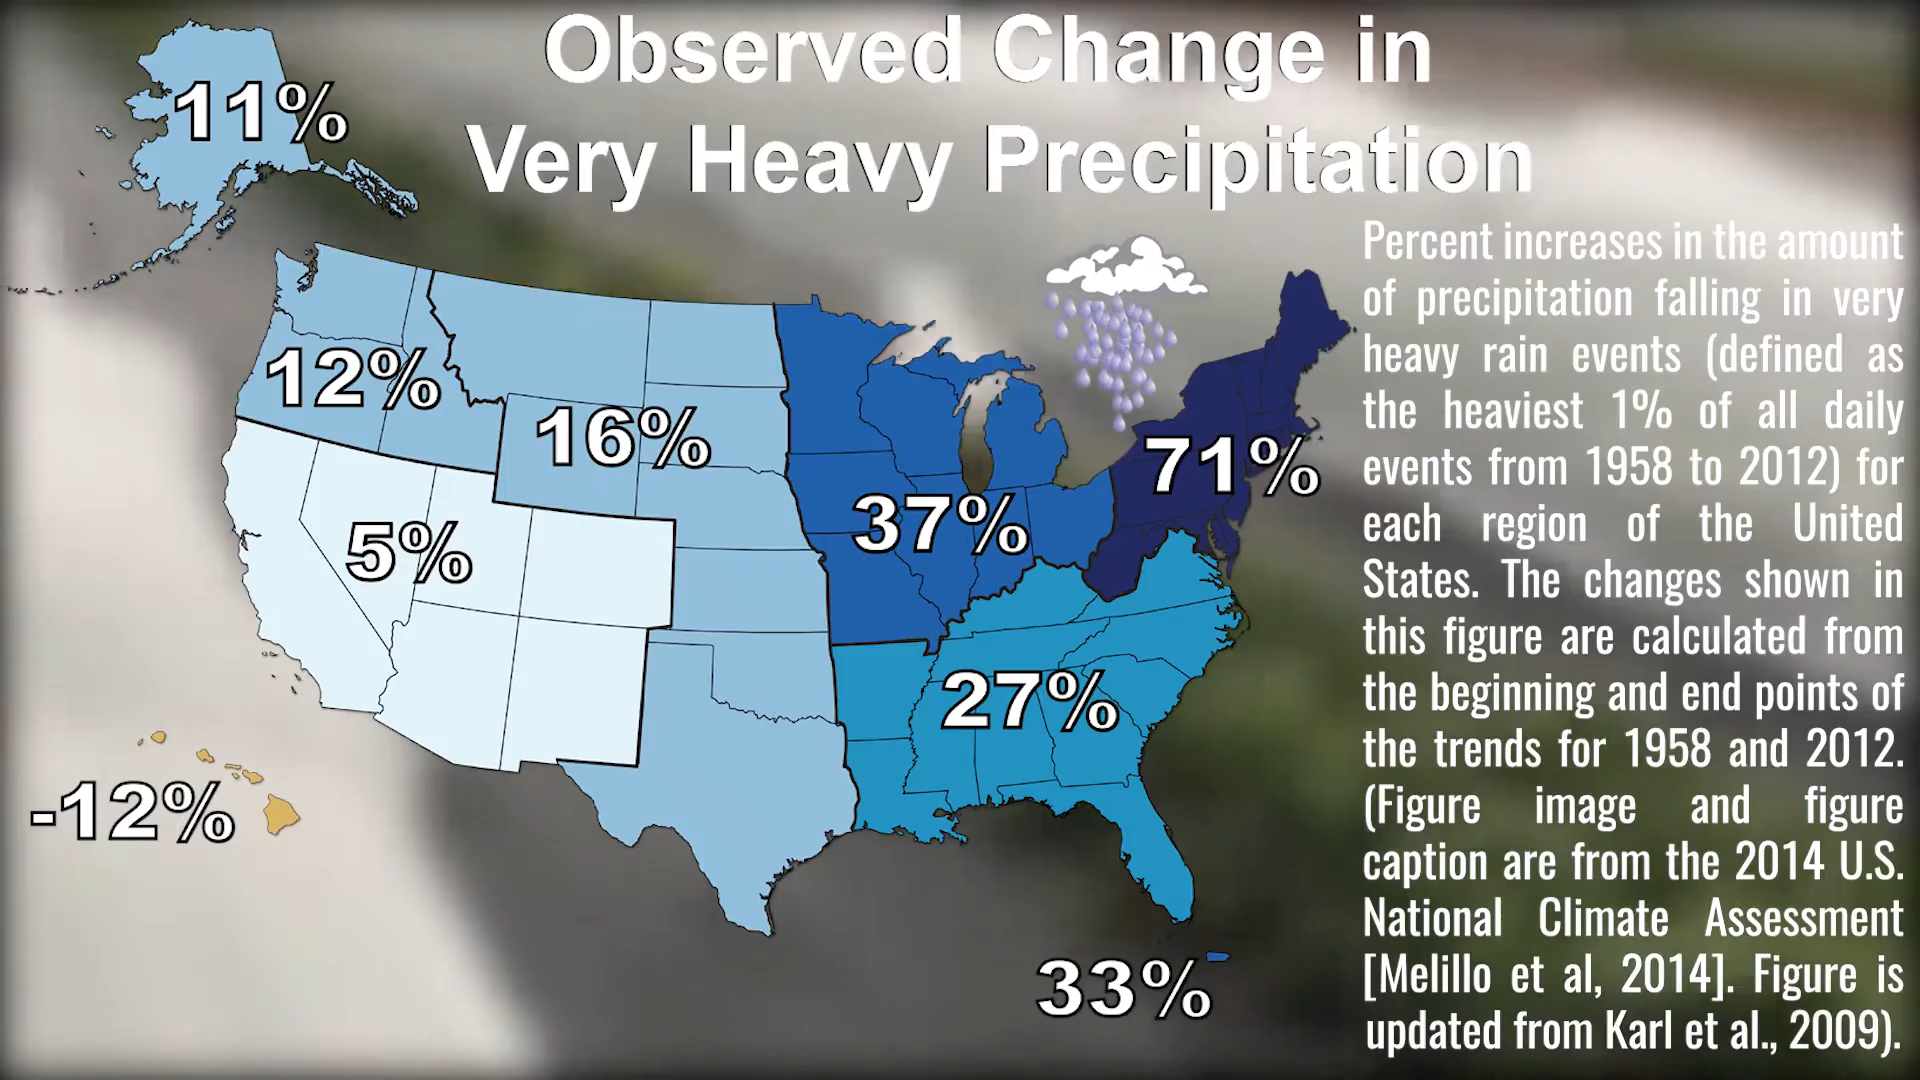 Observed Change in
Very Heavy Precipitation
11%
12%
16%
5%
37%
71%
27%
-12%
33%
Percent increases in the amount
of precipitation falling in very
heavy rain events (defined as
the heaviest 1% of all daily
events from 1958 to 2012) for
each region of the United
States. The changes shown in
this figure are calculated from
the beginning and end points of
the trends for 1958 and 2012.
(Figure image and figure
caption are from the 2014 U.S.
National Climate Assessment
[Melillo et al, 2014]. Figure is
updated from Karl et al., 2009).